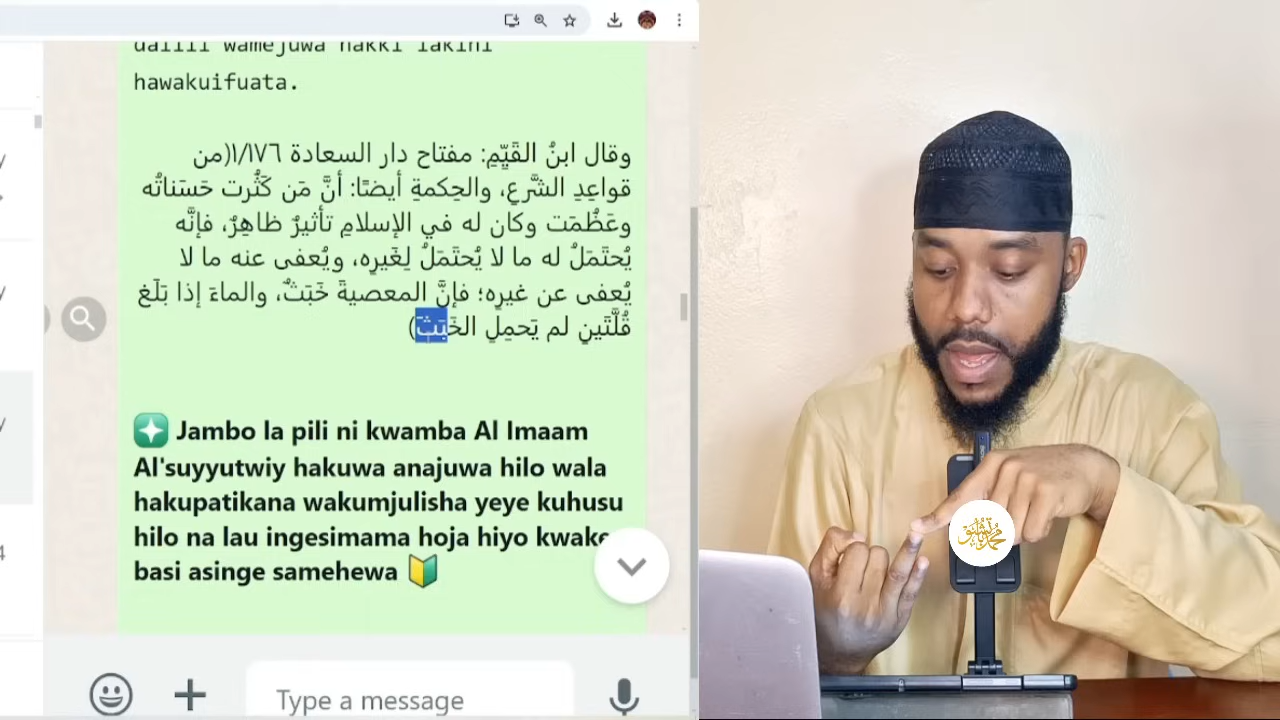 hawakuifuata.
وقال ابنُ القَيِّمِ: مفتاح دار السعادة ١/١٧٦(من
قواعِدِ الشَّرعِ، والحِكمةِ أيضًا: أنَّ مَن كَثُرت حَسَناتُه
وعَظُمَت وكان له في الإسلامِ تأثيرٌ ظاهِرٌ، فإنَّه
يُحتَمَلُ له ما لا يُحتَمَلُ لِغَيرِه، ويُعفى عنه ما لا
يُعفى عن غيرِه؛ فإنَّ المعصيةَ خَبَثٌ، والماءَ إذا بَلَغ
قُلَّتَينِ لم يَحمِلِ الخَبَثَ)
Jambo la pili ni kwamba Al Imaam
Al'suyyutwiy hakuwa anajuwa hilo wala
hakupatikana wakumjulisha yeye kuhusu
hilo na lau ingesimama hoja hiyo kwake
basi asinge samehewa
Type a message